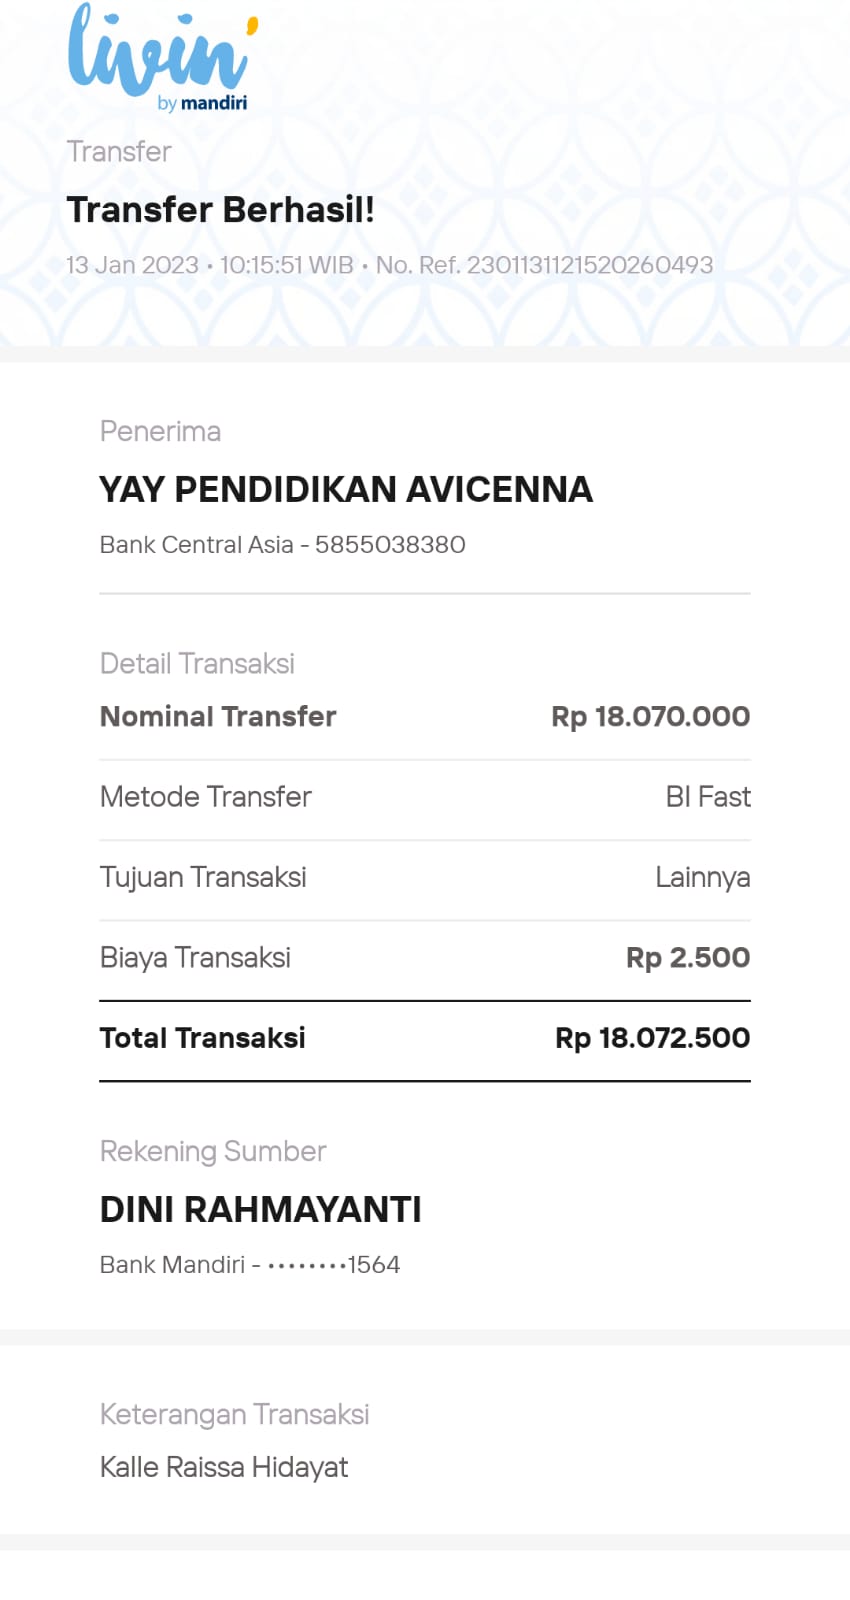 livin'
by mandiri
Transfer
Transfer Berhasil!
13 Jan 2023 • 10:15:51 WIB • No. Ref. 2301131121520260493
Penerima
YAY PENDIDIKAN AVICENNA
Bank Central Asia - 5855038380
Detail Transaksi
Nominal Transfer Rp 18.070.000
Metode Transfer BI Fast
Tujuan Transaksi Lainnya
Biaya Transaksi Rp 2.500
Total Transaksi Rp 18.072.500
Rekening Sumber
DINI RAHMAYANTI
Bank Mandiri - ••••••••1564
Keterangan Transaksi
Kalle Raissa Hidayat